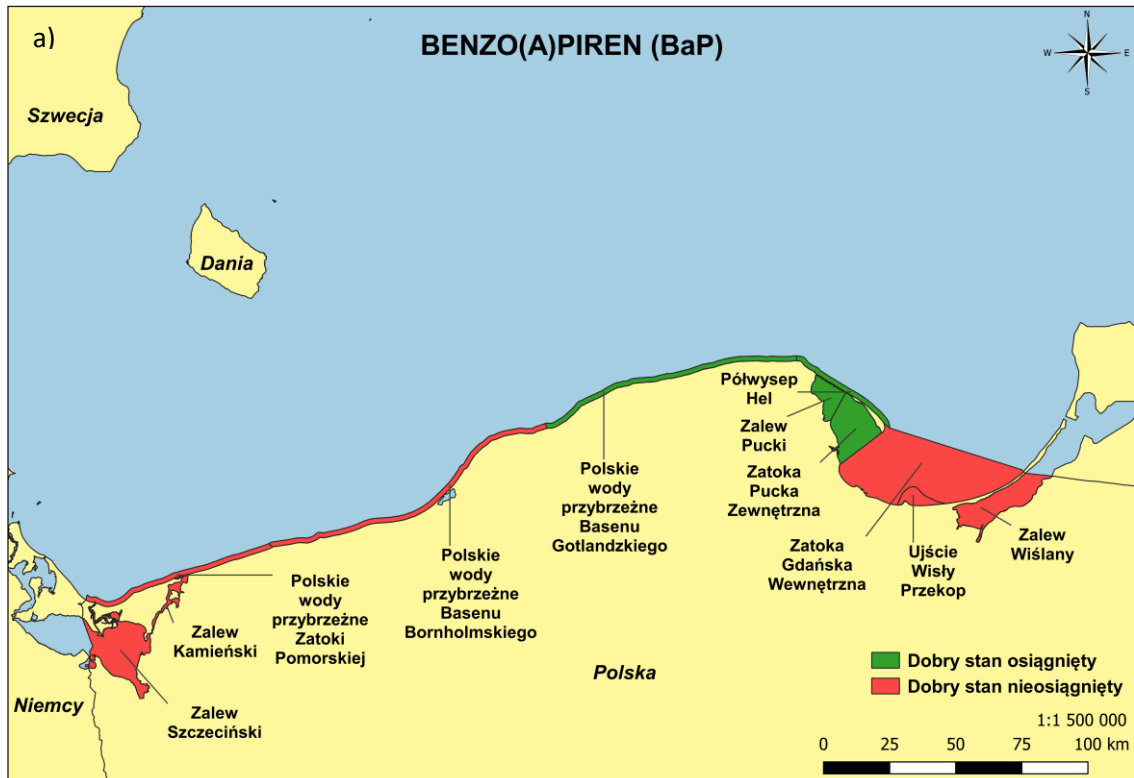 a)
BENZO(A)PIREN (BaP)
N
W
E
S
Szwecja
Dania
Półwysep
Hel
Zalew
Pucki
Zatoka
Pucka
Zewnętrzna
Polskie
wody
przybrzeżne
Basenu
Gotlandzkiego
Zatoka
Gdańska
Wewnętrzna
Ujście
Wisły
Przekop
Zalew
Wiślany
Polskie
wody
przybrzeżne
Basenu
Bornholmskiego
Polskie
wody
przybrzeżne
Zatoki
Pomorskiej
Zalew
Kamieński
Zalew
Szczeciński
Niemcy
Polska
Dobry stan osiągnięty
Dobry stan nieosiągnięty
1:1 500 000
0 25 50 75 100 km